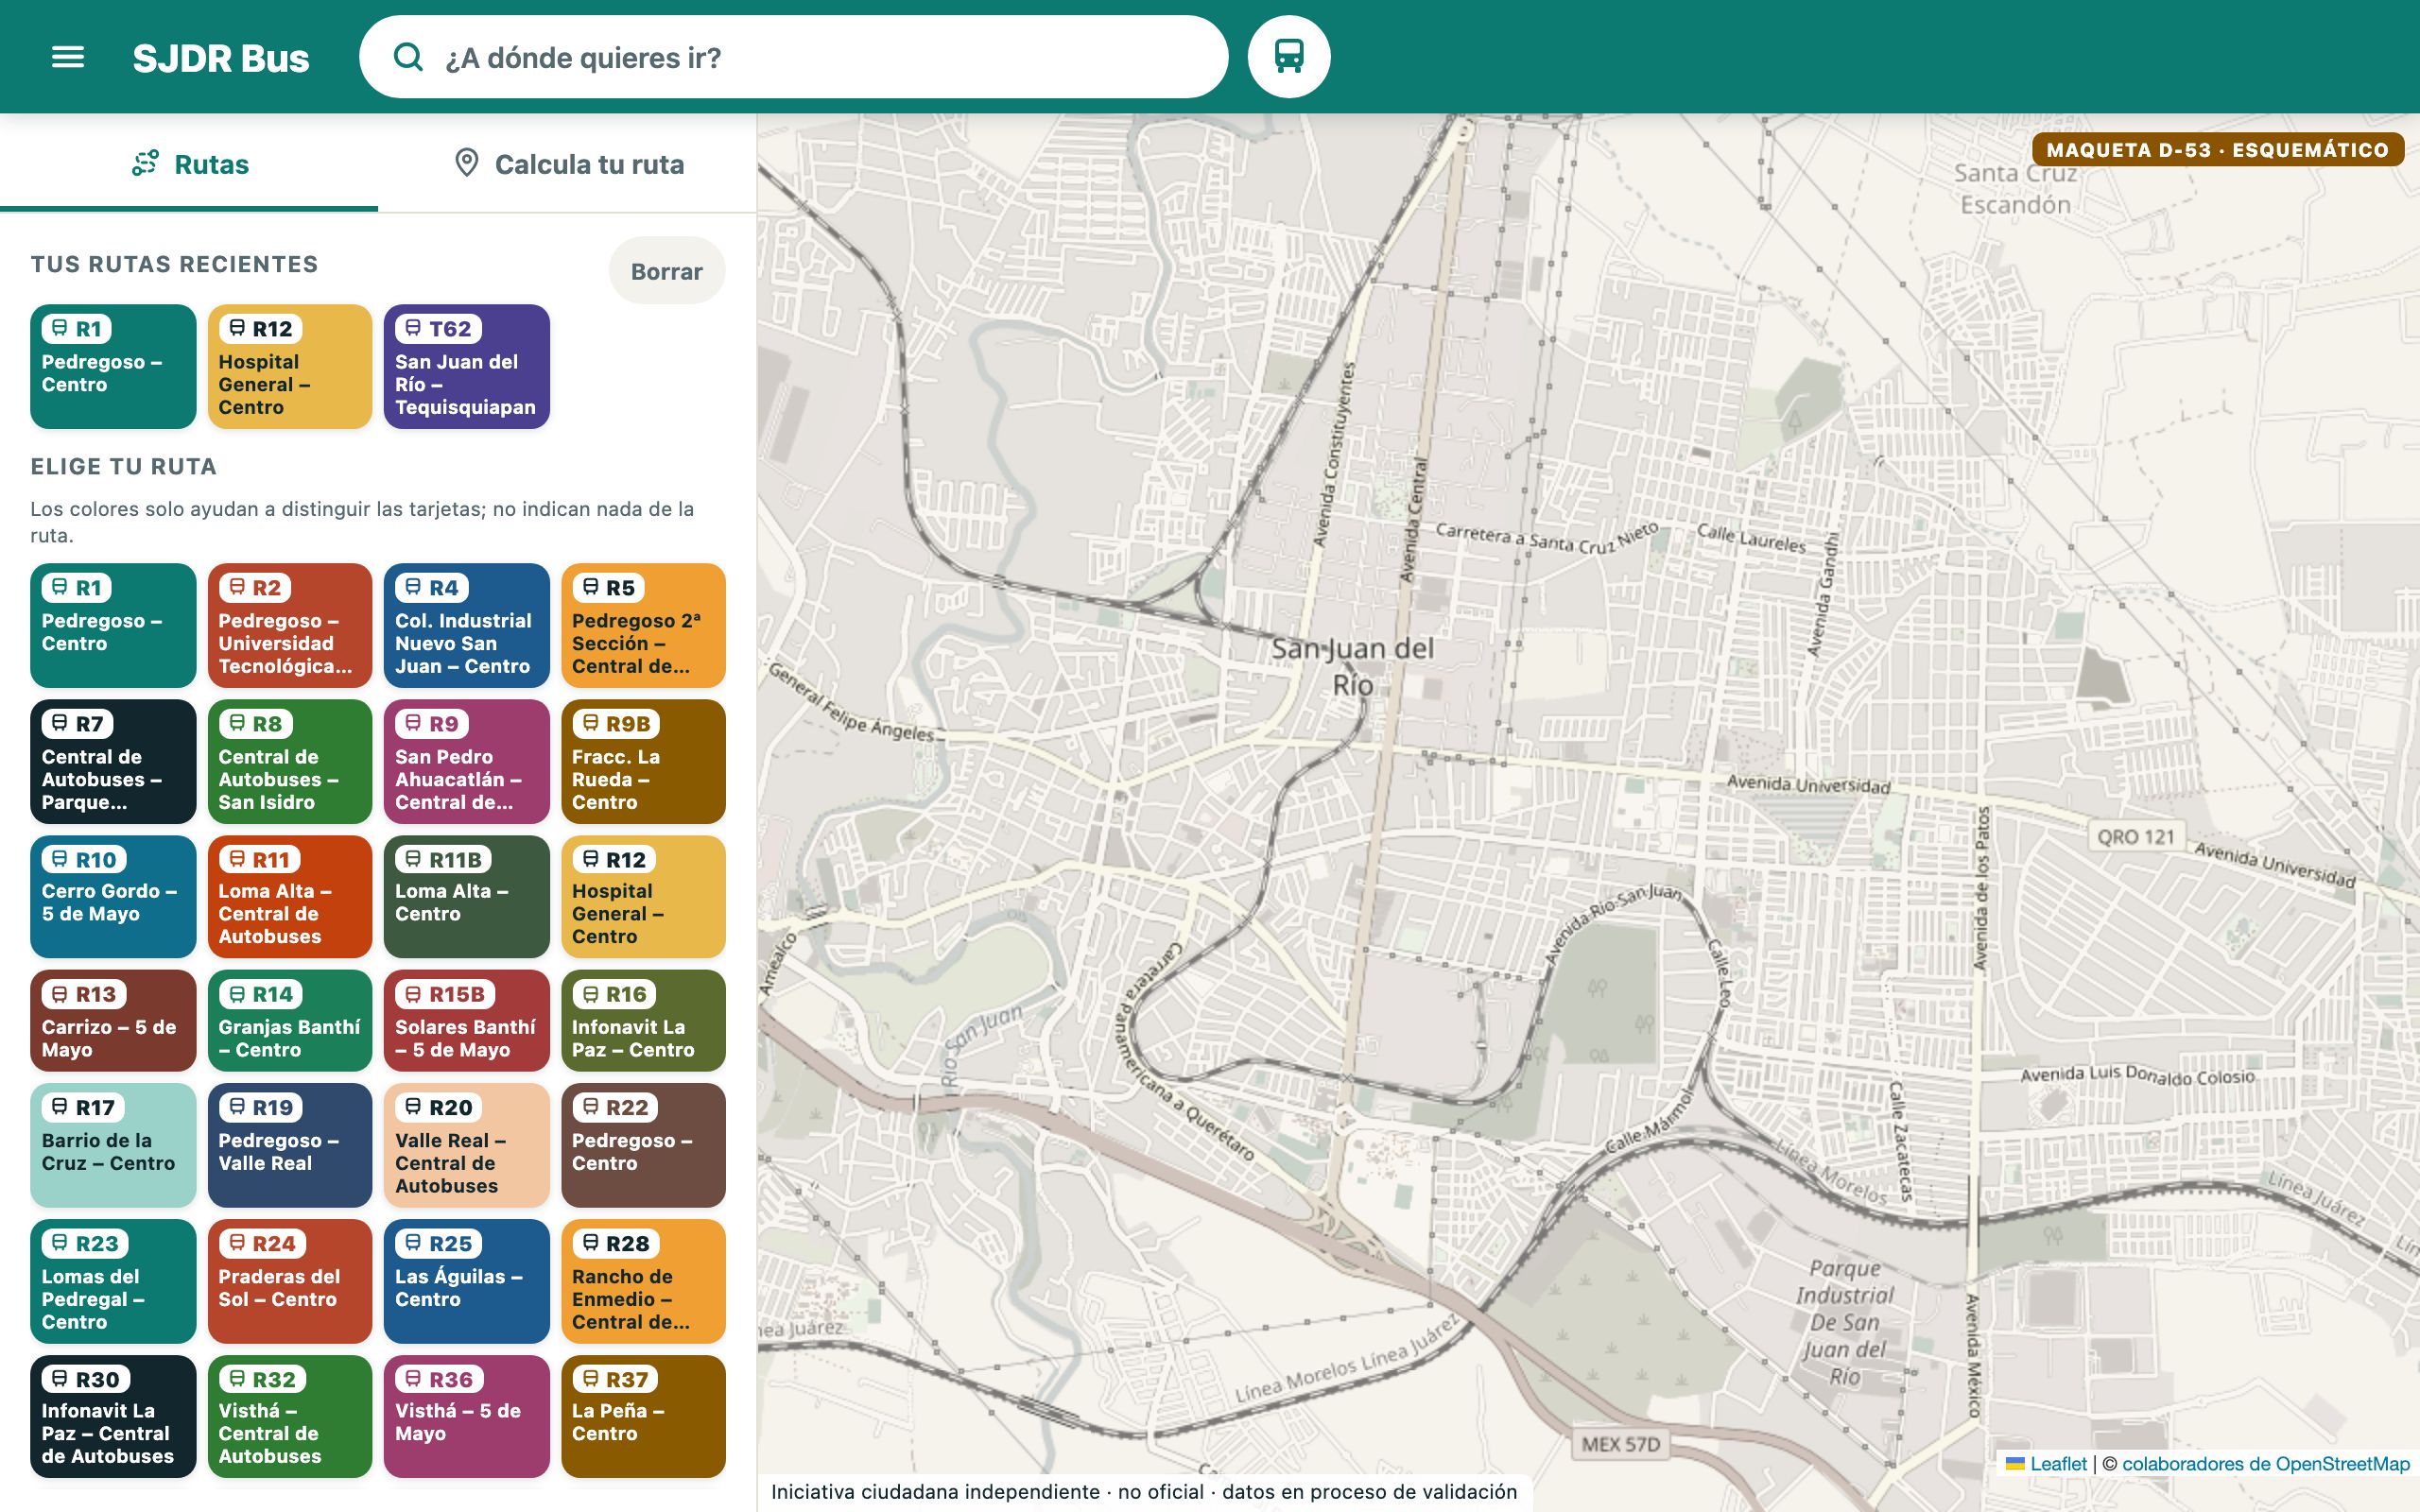 SJDR Bus
¿A dónde quieres ir?
Rutas
Calcula tu ruta
TUS RUTAS RECIENTES
Borrar
R1
Pedregoso –
Centro
R12
Hospital
General –
Centro
T62
San Juan del
Río –
Tequisquiapan
ELIGE TU RUTA
Los colores solo ayudan a distinguir las tarjetas; no indican nada de la
ruta.
R1
Pedregoso –
Centro
R2
Pedregoso –
Universidad
Tecnológica...
R4
Col. Industrial
Nuevo San
Juan – Centro
R5
Pedregoso 2ª
Sección –
Central de...
R7
Central de
Autobuses –
Parque...
R8
Central de
Autobuses –
San Isidro
R9
San Pedro
Ahuacatlán –
Central de...
R9B
Fracc. La
Rueda –
Centro
R10
Cerro Gordo –
5 de Mayo
R11
Loma Alta –
Central de
Autobuses
R11B
Loma Alta –
Centro
R12
Hospital
General –
Centro
R13
Carrizo – 5 de
Mayo
R14
Granjas Banthí
– Centro
R15B
Solares Banthí
– 5 de Mayo
R16
Infonavit La
Paz – Centro
R17
Barrio de la
Cruz – Centro
R19
Pedregoso –
Valle Real
R20
Valle Real –
Central de
Autobuses
R22
Pedregoso –
Centro
R23
Lomas del
Pedregal –
Centro
R24
Praderas del
Sol – Centro
R25
Las Águilas –
Centro
R28
Rancho de
Enmedio –
Central de...
R30
Infonavit La
Paz – Central
de Autobuses
R32
Visthá –
Central de
Autobuses
R36
Visthá – 5 de
Mayo
R37
La Peña –
Centro
MAQUETA D-53 · ESQUEMÁTICO
Santa Cruz
Escandón
Avenida Constituyentes
Avenida Central
Carretera a Santa Cruz Nieto
Calle Laureles
Avenida Gandhi
San Juan del
Río
General Felipe Ángeles
Avenida Universidad
QRO 121
Avenida Universidad
Avenida de los Patos
Avenida Río San Juan
Calle Leo
Amealco
Carretera Panamericana a Querétaro
Río San Juan
Avenida Luis Donaldo Colosio
Calle Mármol
Calle Zacatecas
Línea Morelos
Línea Juárez
Parque
Industrial
De San
Juan del
Río
Avenida México
nea Juárez
Línea Morelos Línea Juárez
MEX 57D
Leaflet | © colaboradores de OpenStreetMap
Iniciativa ciudadana independiente · no oficial · datos en proceso de validación